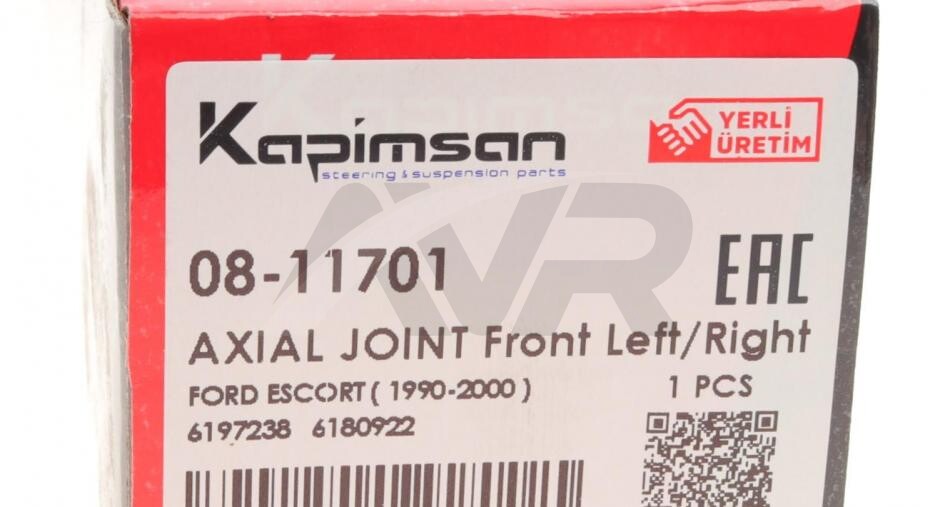 Kapimsan
steering & suspension parts
YERLİ
ÜRETİM
AVR
08-11701
EAC
AXIAL JOINT Front Left/Right
FORD ESCORT ( 1990-2000 )
1 PCS
6197238 6180922